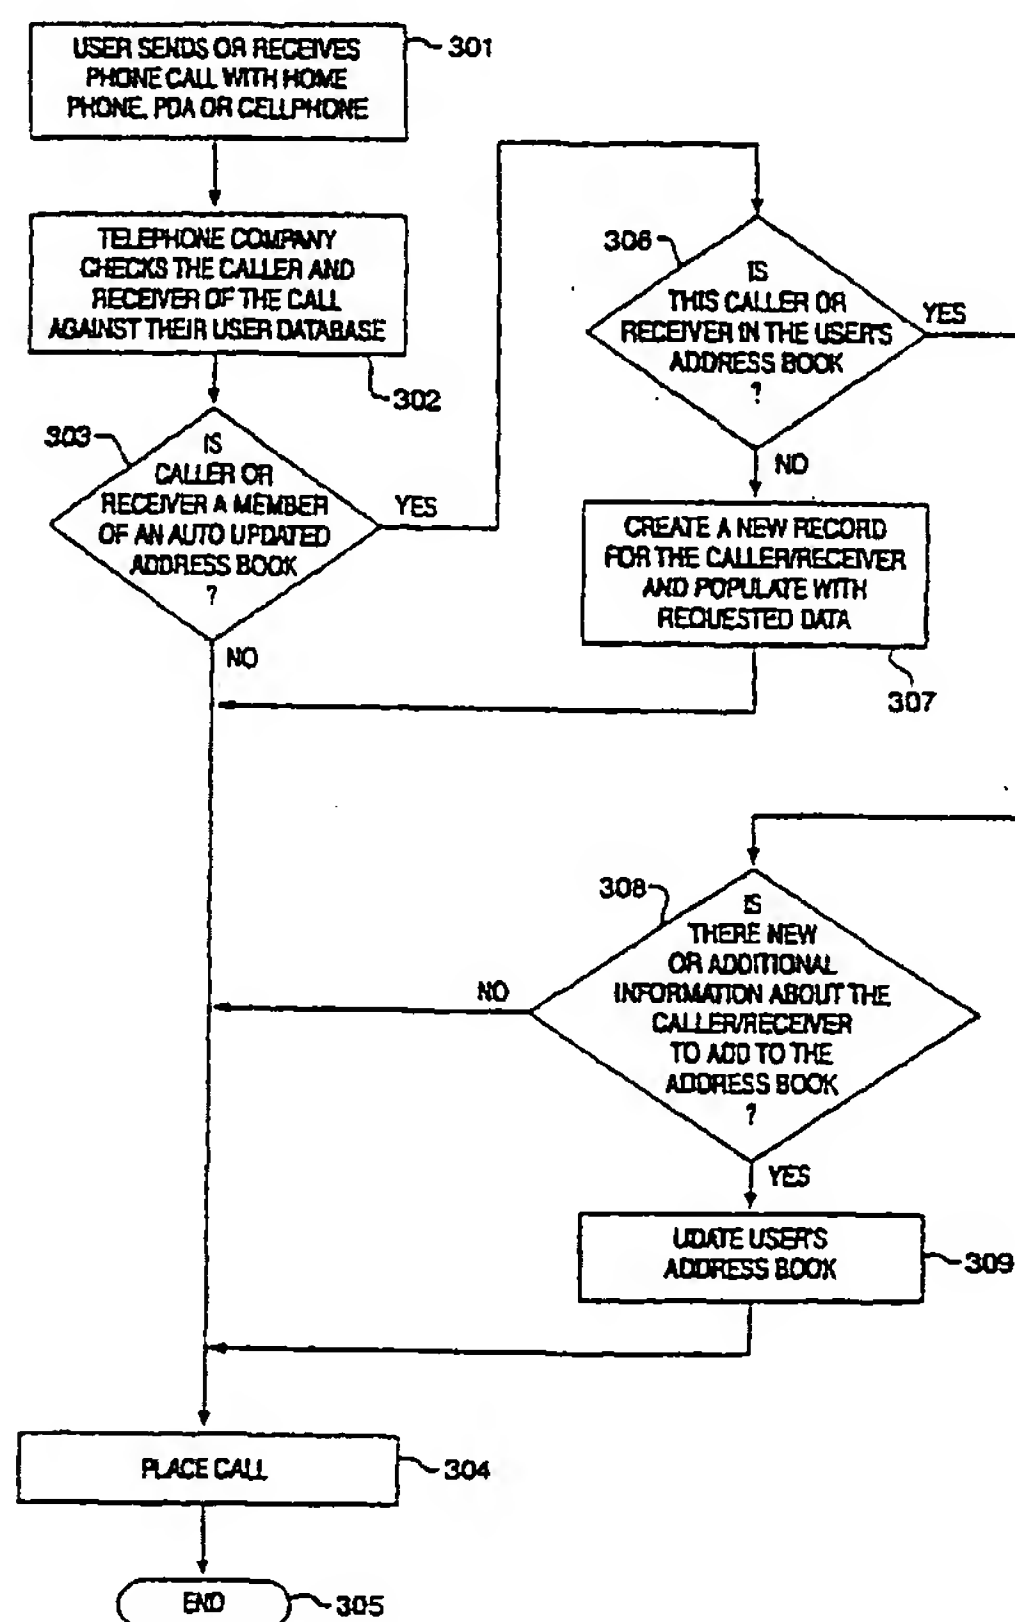 USER SENDS OR RECEIVES
PHONE CALL WITH HOME
PHONE, PDA OR CELLPHONE
301
TELEPHONE COMPANY
CHECKS THE CALLER AND
RECEIVER OF THE CALL
AGAINST THEIR USER DATABASE
302
303
IS
CALLER OR
RECEIVER A MEMBER
OF AN AUTO UPDATED
ADDRESS BOOK
?
YES
NO
306
IS
THIS CALLER OR
RECEIVER IN THE USER'S
ADDRESS BOOK
?
YES
NO
CREATE A NEW RECORD
FOR THE CALLER/RECEIVER
AND POPULATE WITH
REQUESTED DATA
307
308
IS
THERE NEW
OR ADDITIONAL
INFORMATION ABOUT THE
CALLER/RECEIVER
TO ADD TO THE
ADDRESS BOOK
?
NO
YES
UDATE USER'S
ADDRESS BOOK
309
PLACE CALL
304
END
305